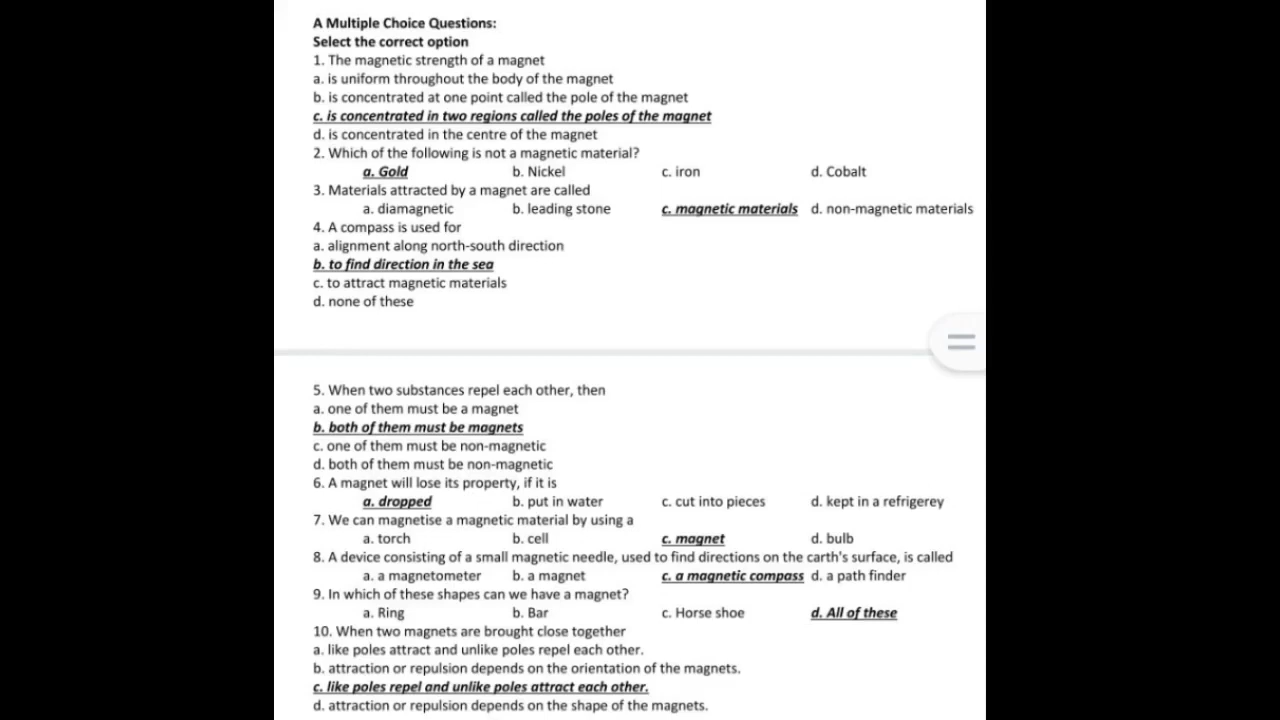 A Multiple Choice Questions:
Select the correct option
1. The magnetic strength of a magnet
a. is uniform throughout the body of the magnet
b. is concentrated at one point called the pole of the magnet
c. is concentrated in two regions called the poles of the magnet
d. is concentrated in the centre of the magnet
2. Which of the following is not a magnetic material?
a. Gold b. Nickel c. iron d. Cobalt
3. Materials attracted by a magnet are called
a. diamagnetic b. leading stone c. magnetic materials d. non-magnetic materials
4. A compass is used for
a. alignment along north-south direction
b. to find direction in the sea
c. to attract magnetic materials
d. none of these
5. When two substances repel each other, then
a. one of them must be a magnet
b. both of them must be magnets
c. one of them must be non-magnetic
d. both of them must be non-magnetic
6. A magnet will lose its property, if it is
a. dropped b. put in water c. cut into pieces d. kept in a refrigerey
7. We can magnetise a magnetic material by using a
a. torch b. cell c. magnet d. bulb
8. A device consisting of a small magnetic needle, used to find directions on the carth's surface, is called
a. a magnetometer b. a magnet c. a magnetic compass d. a path finder
9. In which of these shapes can we have a magnet?
a. Ring b. Bar c. Horse shoe d. All of these
10. When two magnets are brought close together
a. like poles attract and unlike poles repel each other.
b. attraction or repulsion depends on the orientation of the magnets.
c. like poles repel and unlike poles attract each other.
d. attraction or repulsion depends on the shape of the magnets.